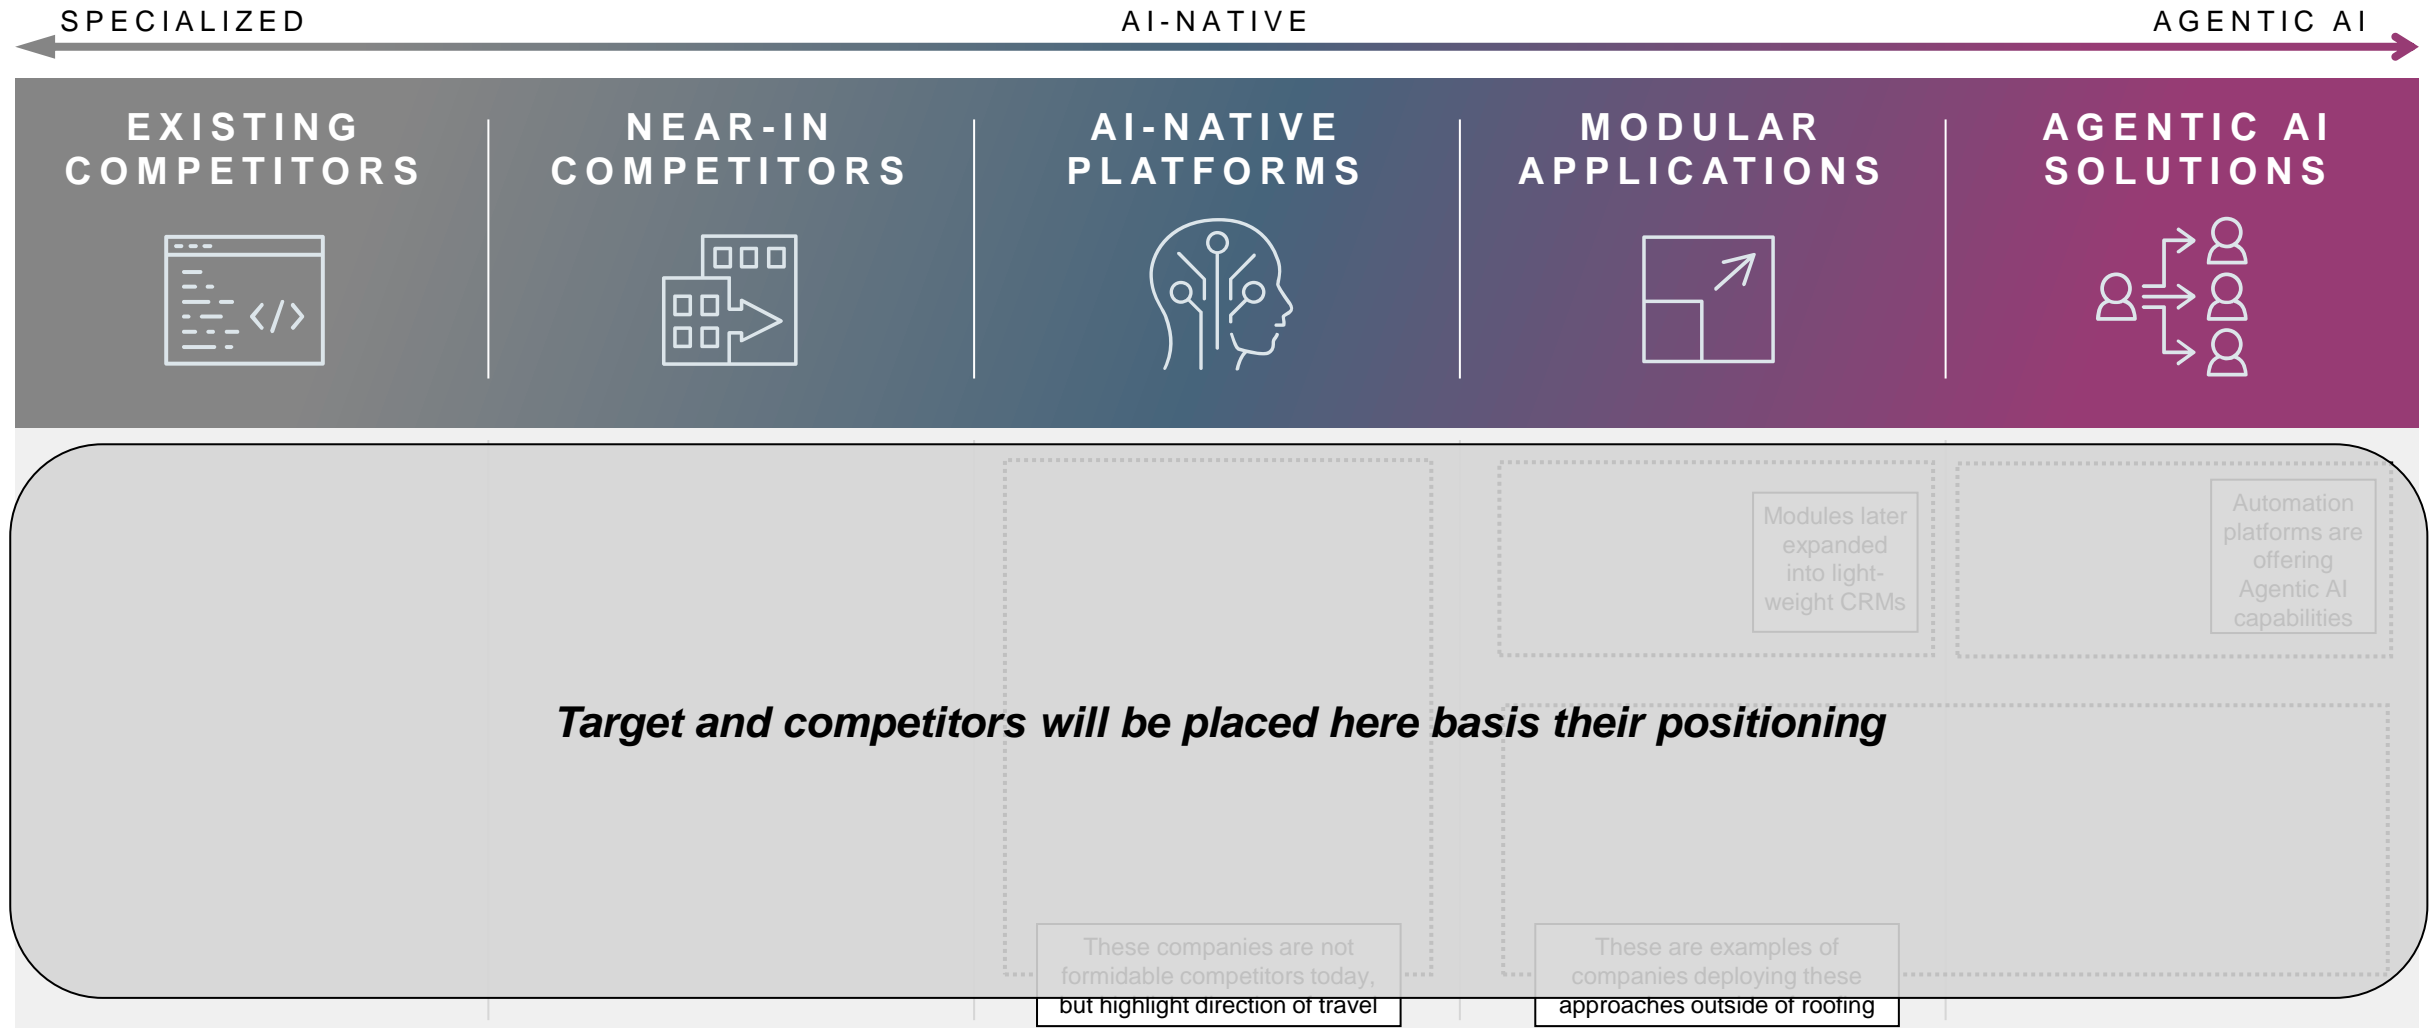 SPECIALIZED
AI-NATIVE
AGENTIC AI
EXISTING
COMPETITORS
NEAR-IN
COMPETITORS
AI-NATIVE
PLATFORMS
MODULAR
APPLICATIONS
AGENTIC AI
SOLUTIONS
</>
Modules later
expanded
into light-
weight CRMs
Automation
platforms are
offering
Agentic AI
capabilities
Target and competitors will be placed here basis their positioning
These companies are not
formidable competitors today,
but highlight direction of travel
These are examples of
companies deploying these
approaches outside of roofing